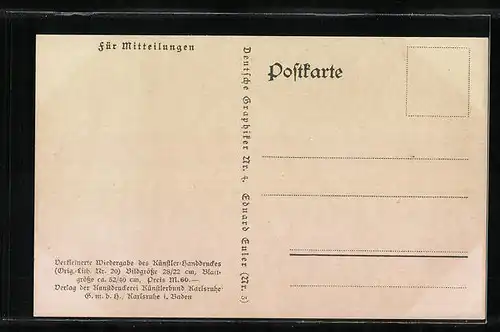 Für Mitteilungen
Verkleinerte Wiedergabe des Künstler-Handdruckes
(Orig.-Lith. Nr. 20) Bildgröße 28/22 cm, Blatt-
größe ca. 52/40 cm, Preis M. 60.—
Verlag der Kunstdruckerei Künstlerbund Karlsruhe
G. m. b. H., Karlsruhe i. Baden
Deutsche Graphiker Nr. 4. Eduard Euler (Nr. 3)
Postkarte